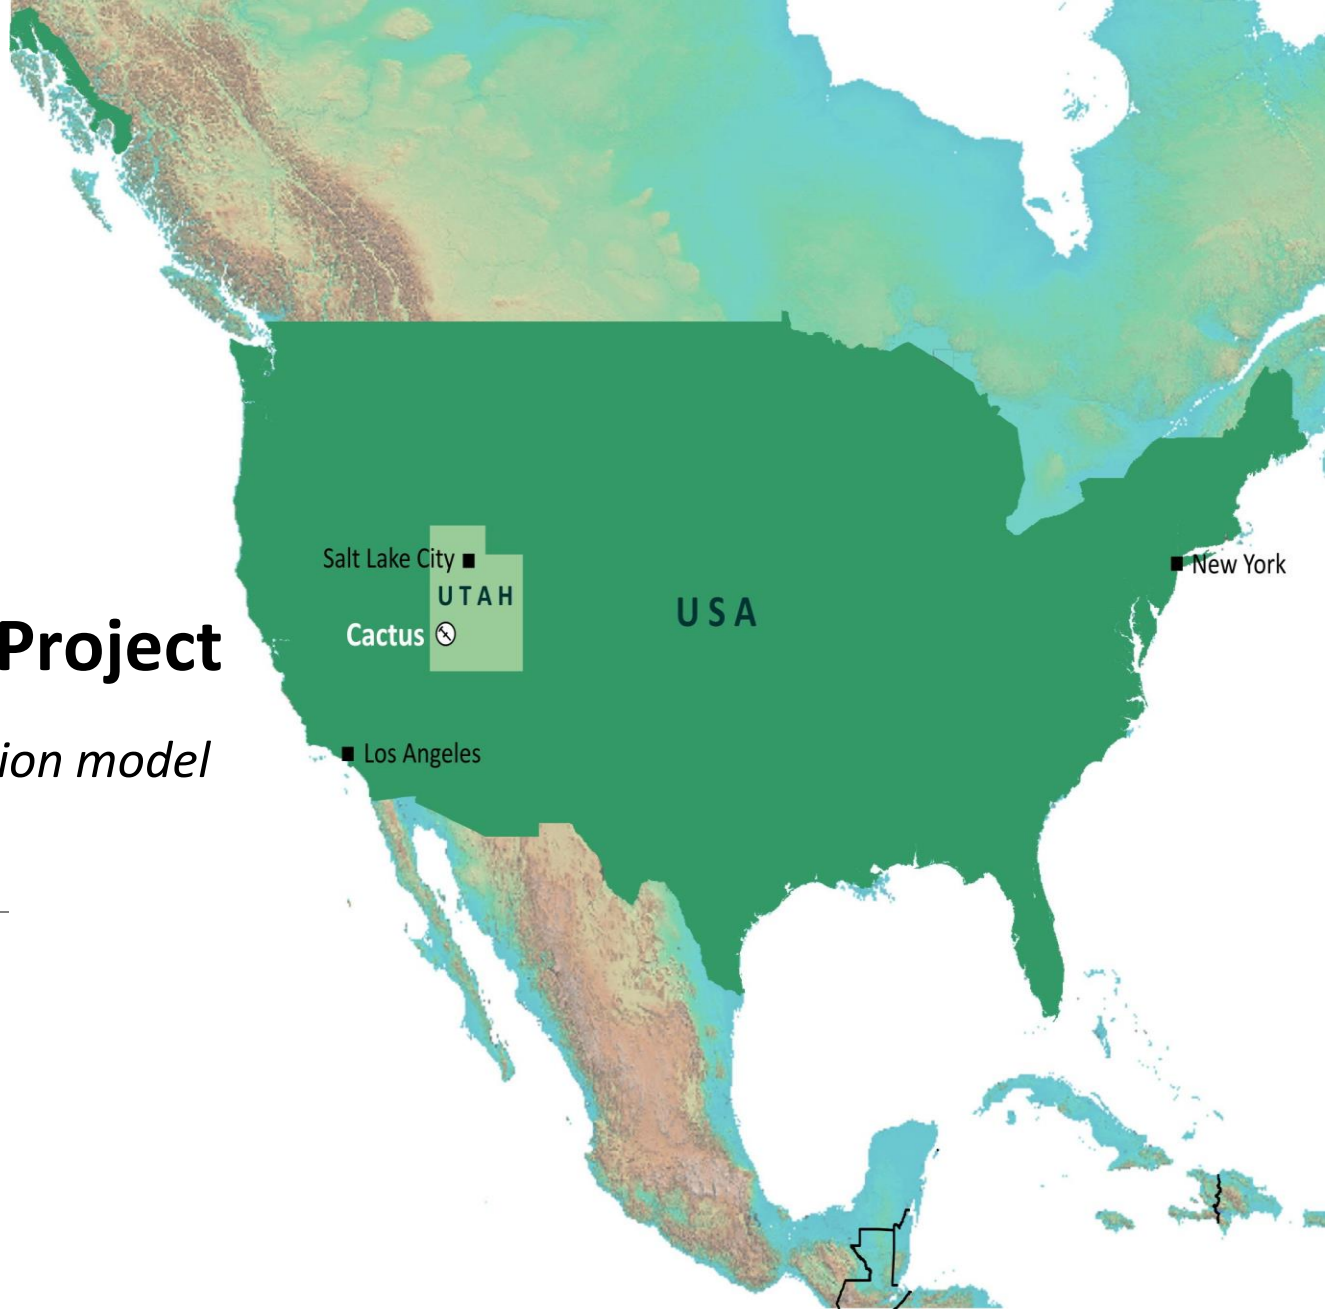 Salt Lake City
UTAH
USA
New York
Cactus
Project
ion model
Los Angeles